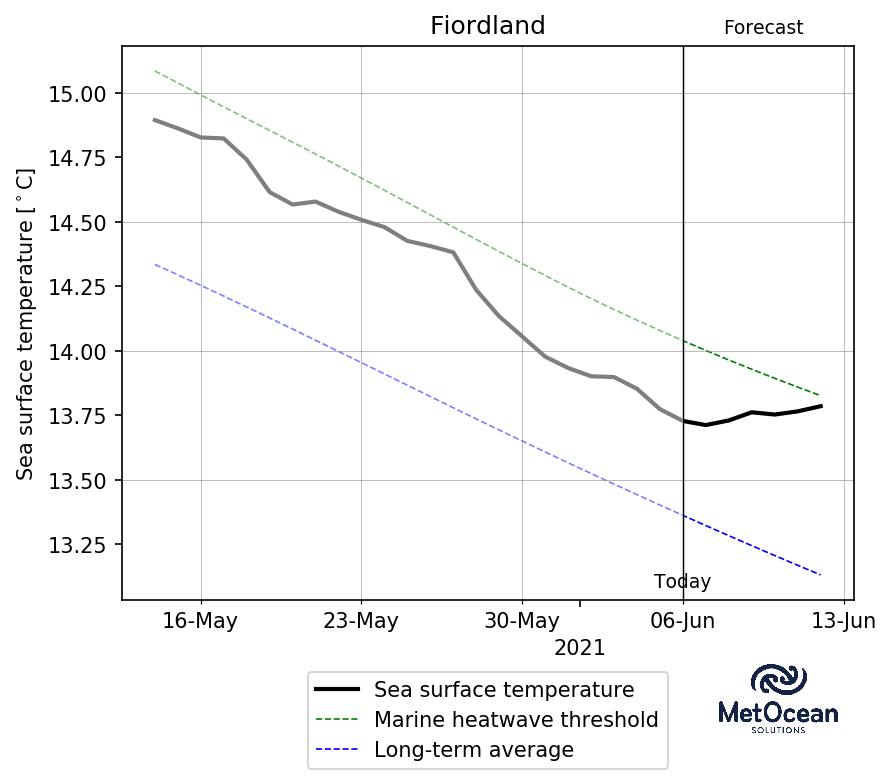 Fiordland
Forecast
Sea surface temperature [°C]
15.00
14.75
14.50
14.25
14.00
13.75
13.50
13.25
Today
16-May
23-May
30-May
06-Jun
13-Jun
2021
Sea surface temperature
Marine heatwave threshold
Long-term average
MetOcean
SOLUTIONS